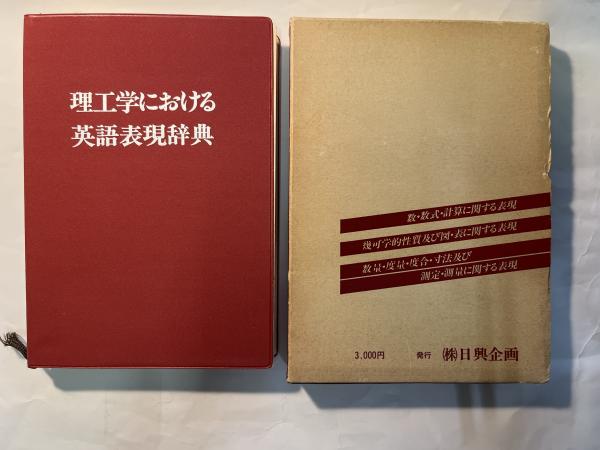 理工学における
英語表現辞典
数・数式・計算に関する表現
幾可学的性質及び図・表に関する表現
数量・度量・度合・寸法及び
測定・測量に関する表現
3,000円 発行 ㈱日興企画